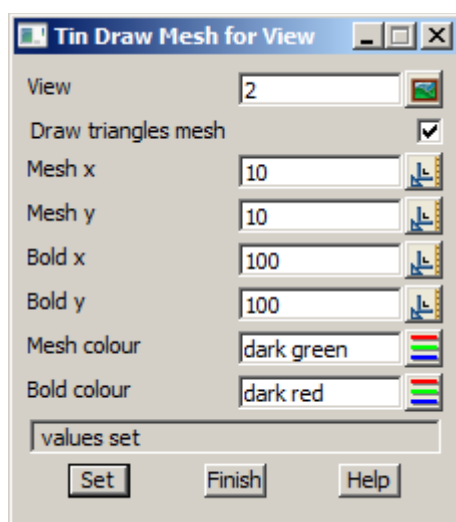 Tin Draw Mesh for View
View 2
Draw triangles mesh
Mesh x 10
Mesh y 10
Bold x 100
Bold y 100
Mesh colour dark green
Bold colour dark red
values set
Set Finish Help